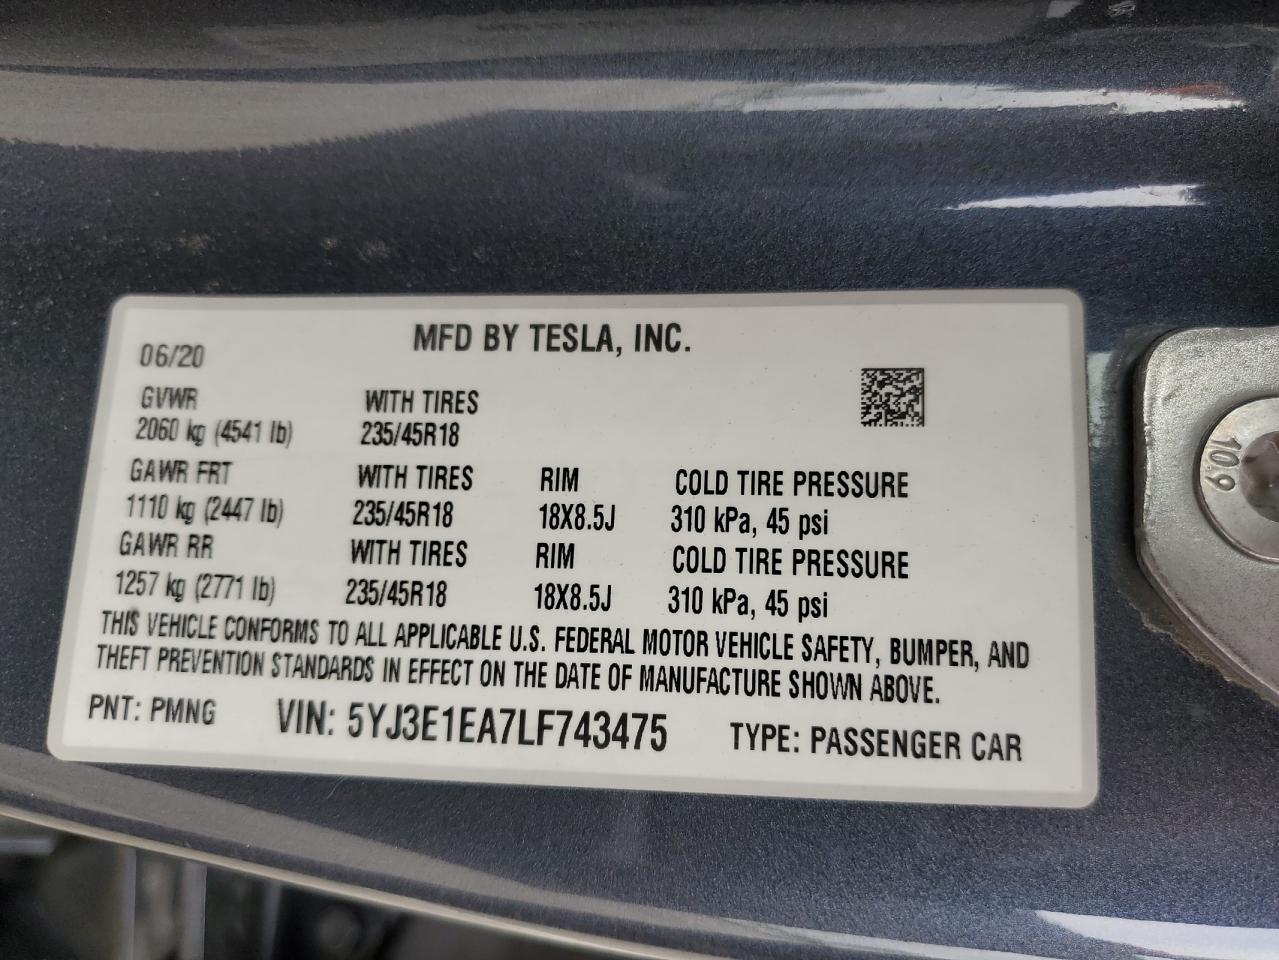 MFD BY TESLA, INC.
06/20
GVWR WITH TIRES
2060 kg (4541 lb) 235/45R18
GAWR FRT WITH TIRES RIM COLD TIRE PRESSURE
1110 kg (2447 lb) 235/45R18 18X8.5J 310 kPa, 45 psi
GAWR RR WITH TIRES RIM COLD TIRE PRESSURE
1257 kg (2771 lb) 235/45R18 18X8.5J 310 kPa, 45 psi
THIS VEHICLE CONFORMS TO ALL APPLICABLE U.S. FEDERAL MOTOR VEHICLE SAFETY, BUMPER, AND
THEFT PREVENTION STANDARDS IN EFFECT ON THE DATE OF MANUFACTURE SHOWN ABOVE.
PNT: PMNG VIN: 5YJ3E1EA7LF743475 TYPE: PASSENGER CAR
10.9